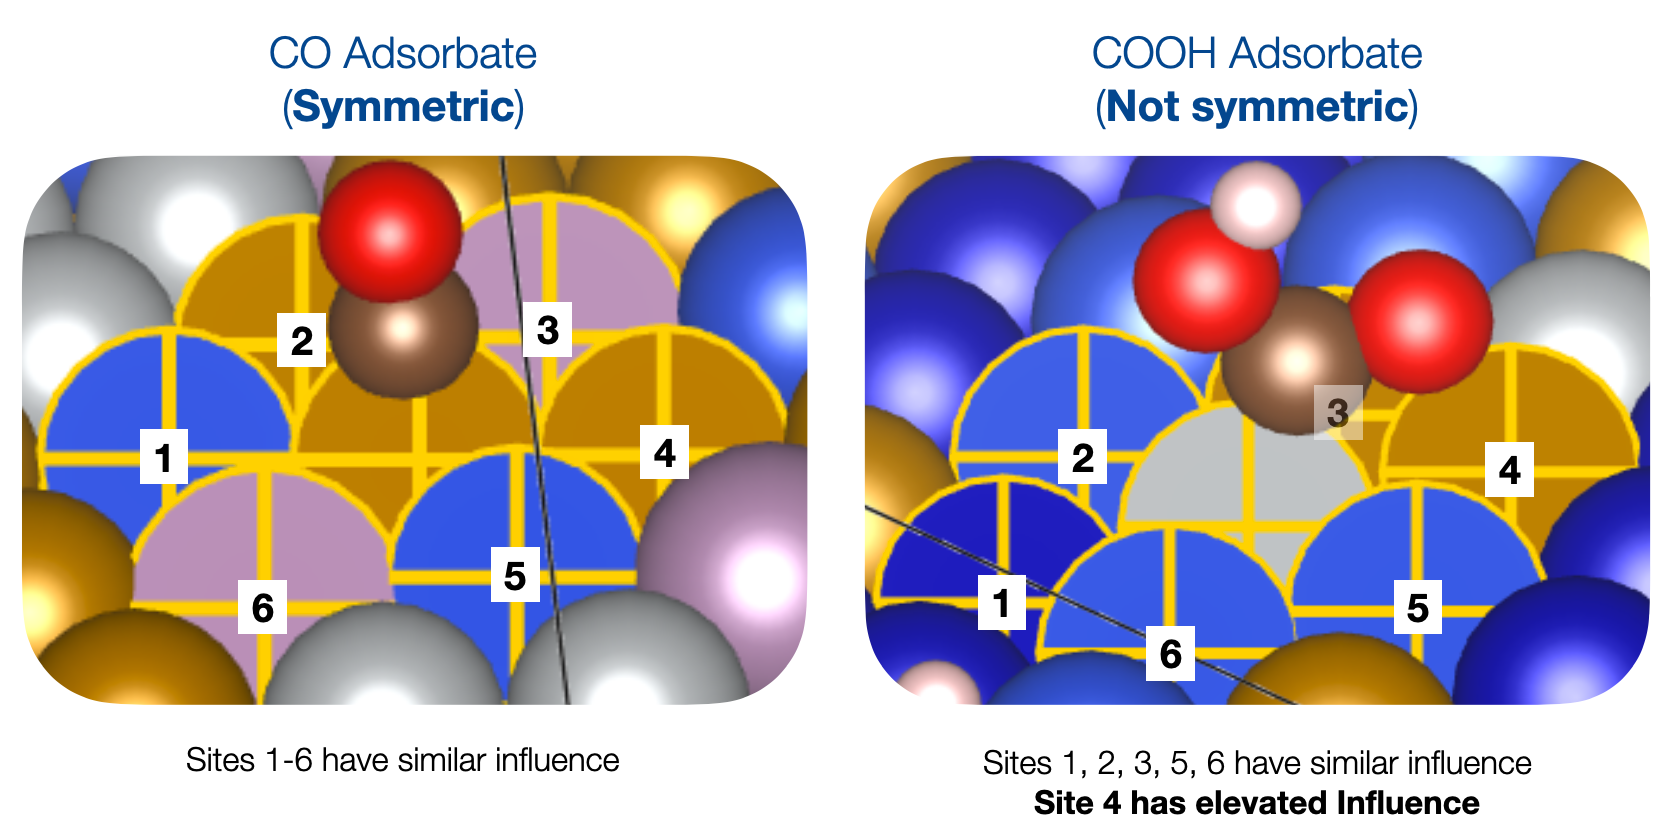 CO Adsorbate
(Symmetric)
2
3
1
4
5
6
Sites 1-6 have similar influence
COOH Adsorbate
(Not symmetric)
3
2
4
1
5
6
Sites 1, 2, 3, 5, 6 have similar influence
Site 4 has elevated Influence